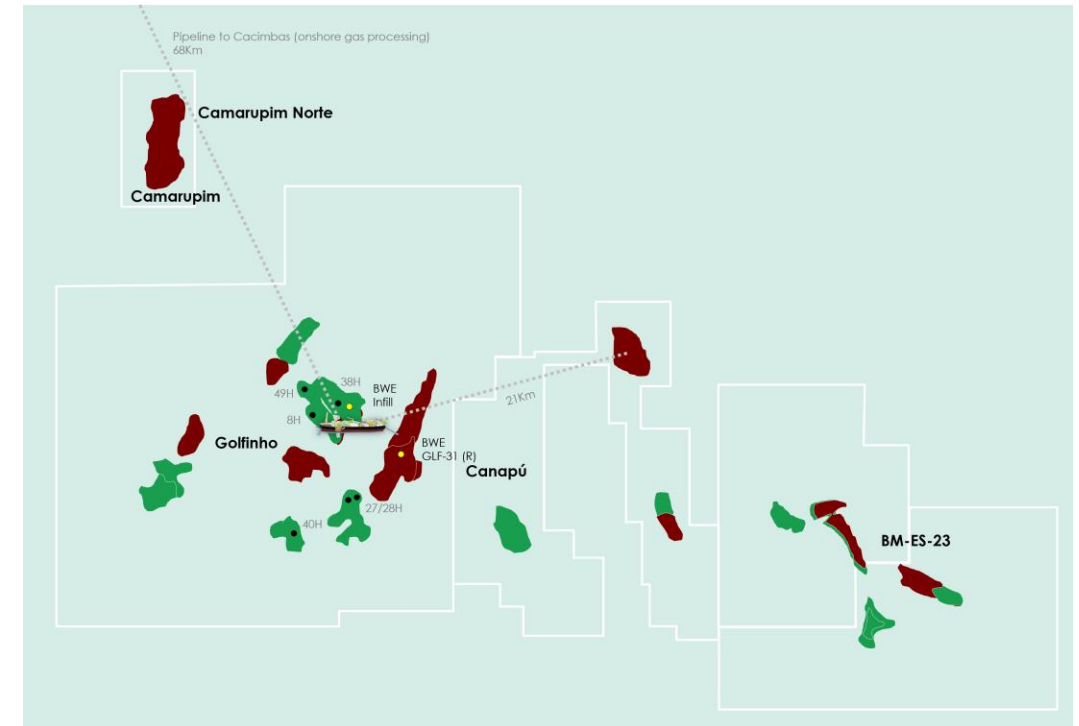 Pipeline to Cacimbas (onshore gas processing)
68Km
Camarupim Norte
Camarupim
38H
BWE
Infill
49H
8H
21Km
Golfinho
BWE
GLF-31 (R)
Canapú
27/28H
40H
BM-ES-23